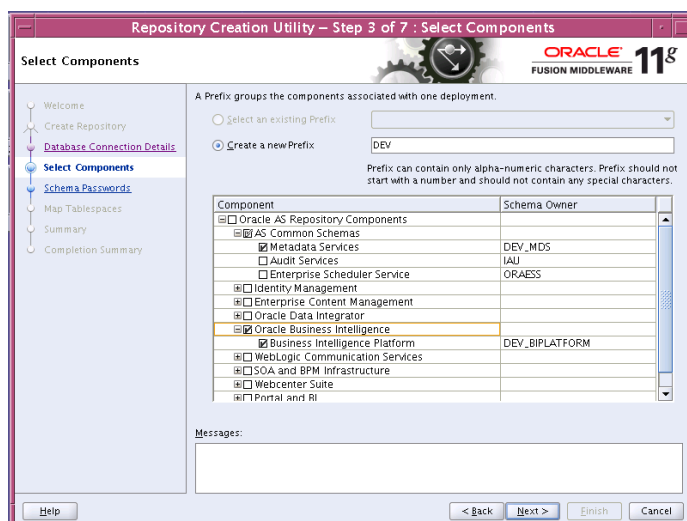 Repository Creation Utility – Step 3 of 7 : Select Components
Select Components
ORACLE
FUSION MIDDLEWARE 11g
Welcome
Create Repository
Database Connection Details
Select Components
Schema Passwords
Map Tablespaces
Summary
Completion Summary
A Prefix groups the components associated with one deployment.
Select an existing Prefix
Create a new Prefix DEV
Prefix can contain only alpha-numeric characters. Prefix should not
start with a number and should not contain any special characters.
Component Schema Owner
Oracle AS Repository Components
AS Common Schemas
Metadata Services DEV_MDS
Audit Services IAU
Enterprise Scheduler Service ORAESS
Identity Management
Enterprise Content Management
Oracle Data Integrator
Oracle Business Intelligence
Business Intelligence Platform DEV_BIPLATFORM
WebLogic Communication Services
SOA and BPM Infrastructure
Webcenter Suite
Portal and BI
Messages:
Help < Back Next > Finish Cancel